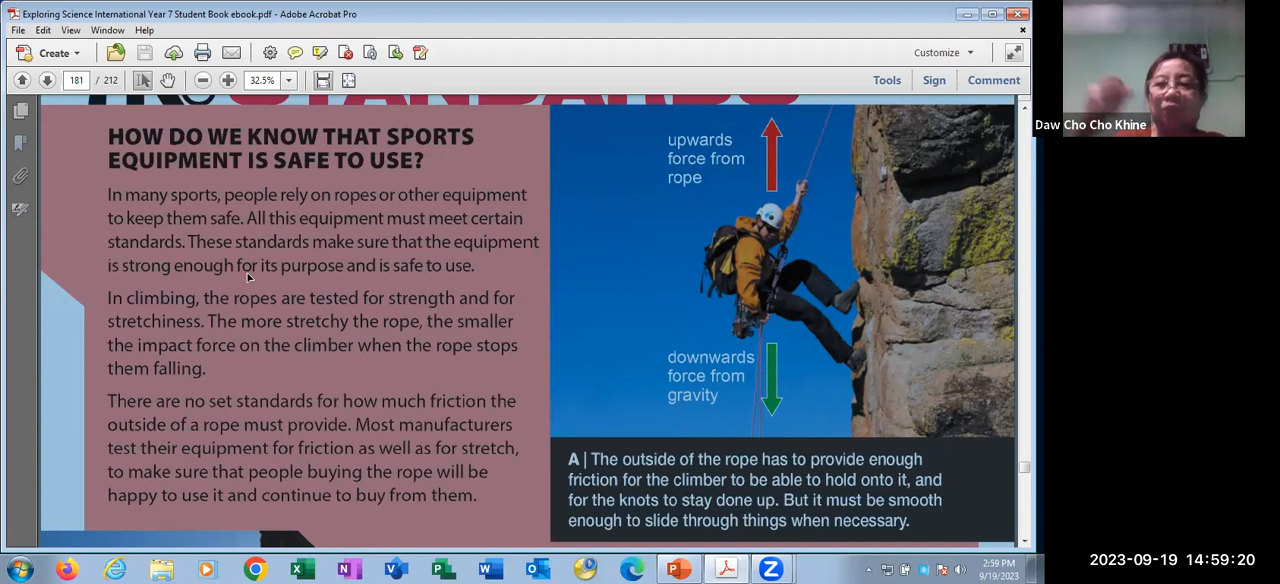 Exploring Science International Year 7 Student Book ebook.pdf - Adobe Acrobat Pro
File Edit View Window Help
Create
Customize
181 / 212
32.5%
Tools Sign Comment
STANDARDS
HOW DO WE KNOW THAT SPORTS
EQUIPMENT IS SAFE TO USE?
In many sports, people rely on ropes or other equipment
to keep them safe. All this equipment must meet certain
standards. These standards make sure that the equipment
is strong enough for its purpose and is safe to use.
In climbing, the ropes are tested for strength and for
stretchiness. The more stretchy the rope, the smaller
the impact force on the climber when the rope stops
them falling.
There are no set standards for how much friction the
outside of a rope must provide. Most manufacturers
test their equipment for friction as well as for stretch,
to make sure that people buying the rope will be
happy to use it and continue to buy from them.
upwards
force from
rope
downwards
force from
gravity
A | The outside of the rope has to provide enough
friction for the climber to be able to hold onto it, and
for the knots to stay done up. But it must be smooth
enough to slide through things when necessary.
Daw Cho Cho Khine
2:59 PM
9/19/2023
2023-09-19 14:59:20